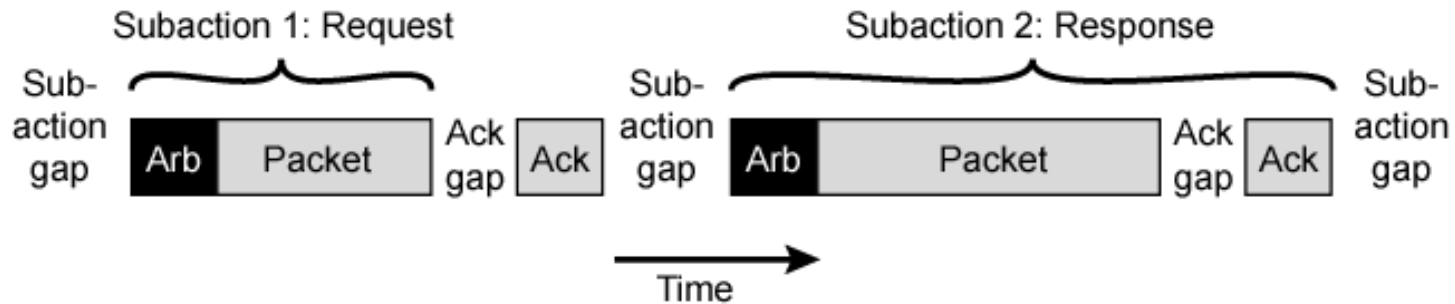 Subaction 1: Request
Subaction 2: Response
Sub-
action
gap
Arb
Packet
Ack
gap
Ack
Sub-
action
gap
Arb
Packet
Ack
gap
Ack
Sub-
action
gap
Time